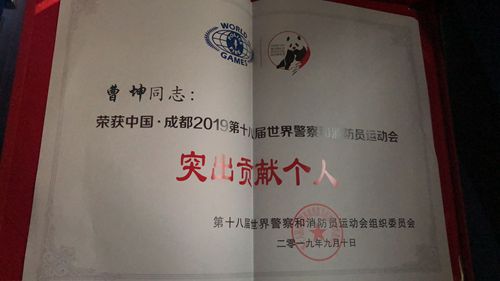 WORLD
GAMES
曹坤同志：
荣获中国·成都2019第十八届世界警察和消防员运动会
突出贡献个人
第十八届世界警察和消防员运动会组织委员会
二零一九年九月十日